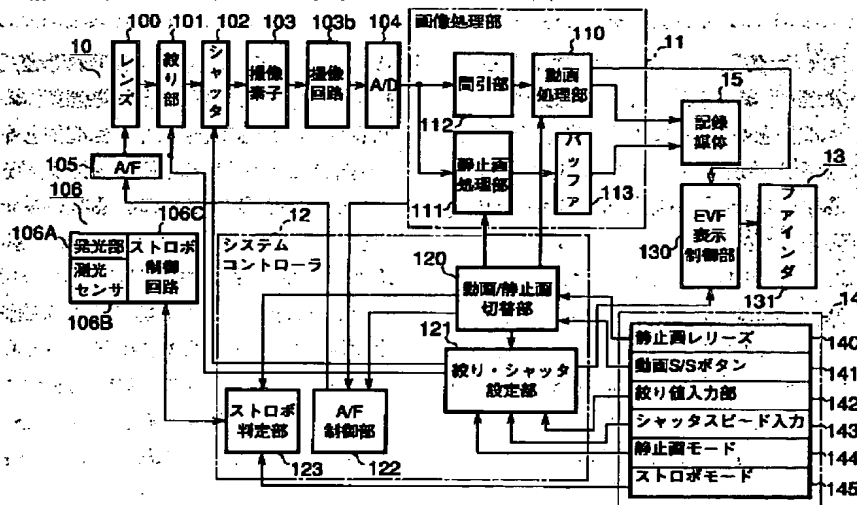 10
100
101
102
103
103b
104
レンズ
絞り部
シャッタ
撮像
素子
撮像
回路
A/D
画像処理部
110
11
間引部
112
動画
処理部
静止画
処理部
111
バッファ
113
15
記録
媒体
13
EVF
表示
制御部
130
ファインダ
131
105
A/F
106
106A
106C
発光部
測光
センサ
106B
ストロボ
制御
回路
12
システム
コントローラ
120
動画/静止画
切替部
121
絞り・シャッタ
設定部
ストロボ
判定部
123
A/F
制御部
122
14
静止画レリーズ
140
動画S/Sボタン
141
絞り値入力部
142
シャッタスピード入力
143
静止画モード
144
ストロボモード
145